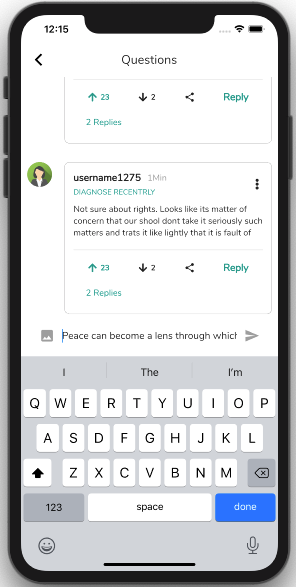 12:15
Questions
23
2
Reply
2 Replies
username1275 1Min
DIAGNOSE RECENTRLY
Not sure about rights. Looks like its matter of
concern that our shool dont take it seriously such
matters and trats it like lightly that it is fault of
23
2
Reply
2 Replies
Peace can become a lens through which
I The I'm
Q W E R T Y U I O P
A S D F G H J K L
Z X C V B N M
123 space done